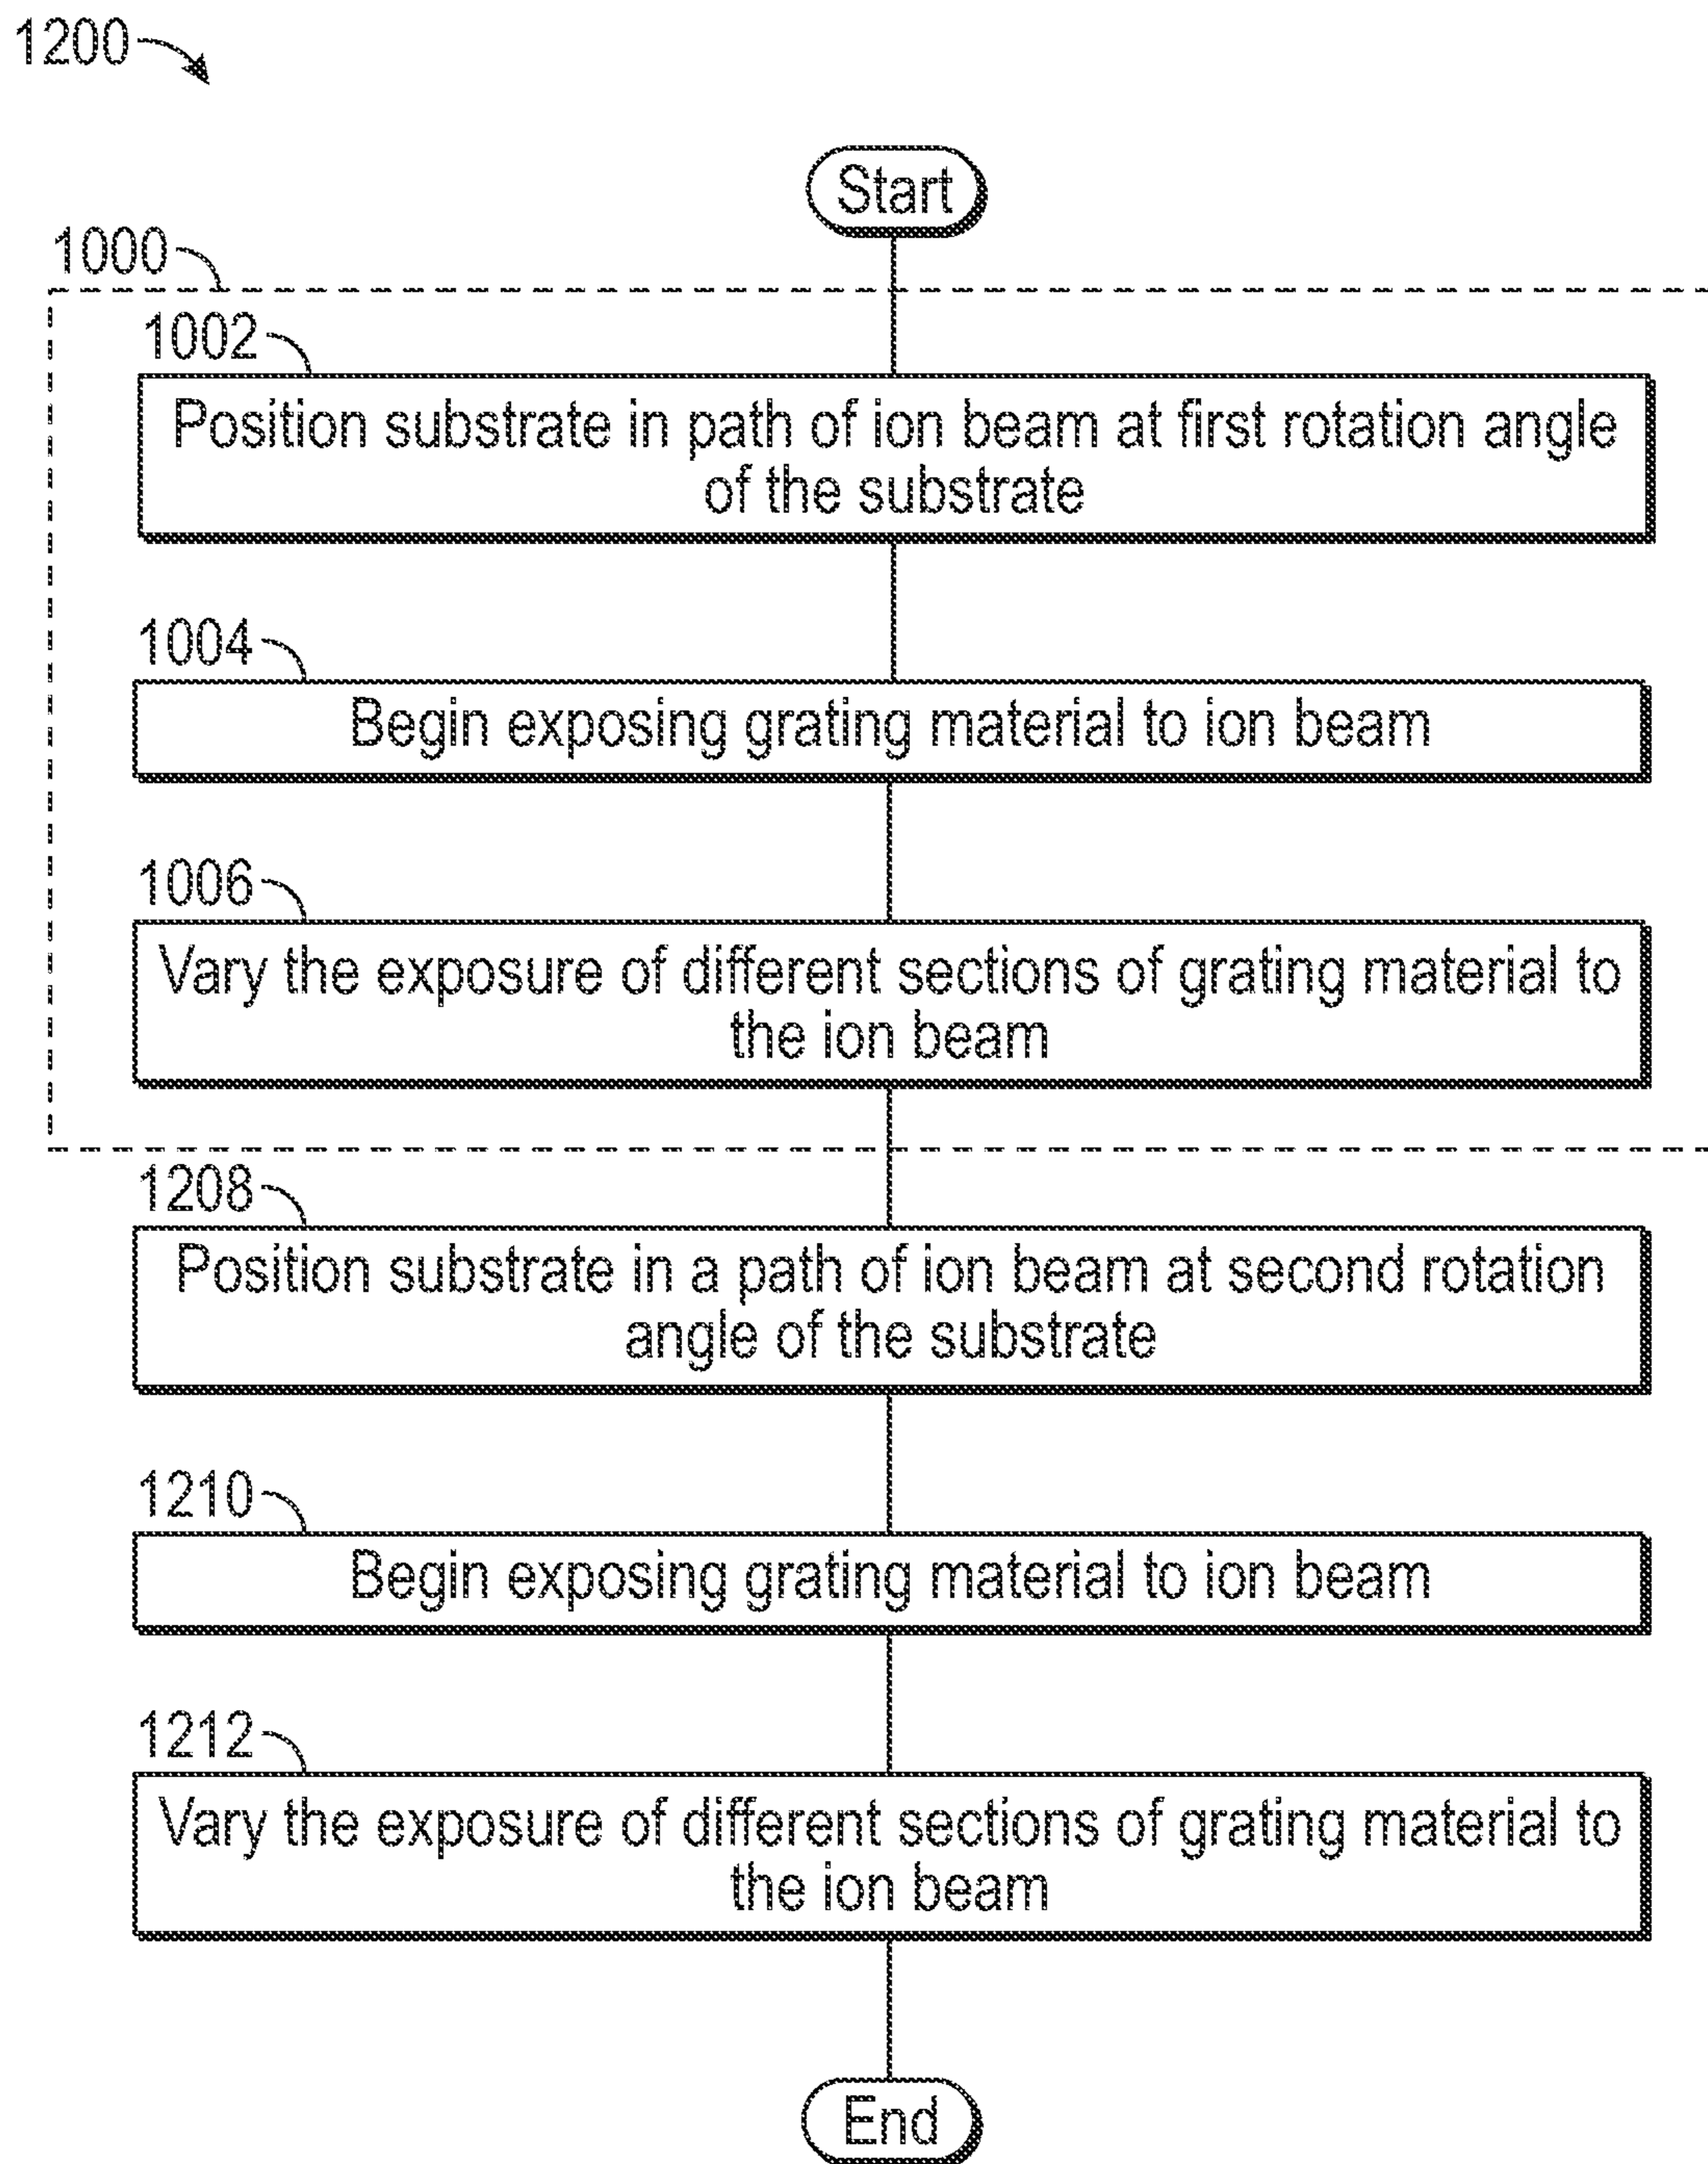 1200
Start
1000
1002
Position substrate in path of ion beam at first rotation angle
of the substrate
1004
Begin exposing grating material to ion beam
1006
Vary the exposure of different sections of grating material to
the ion beam
1208
Position substrate in a path of ion beam at second rotation
angle of the substrate
1210
Begin exposing grating material to ion beam
1212
Vary the exposure of different sections of grating material to
the ion beam
End